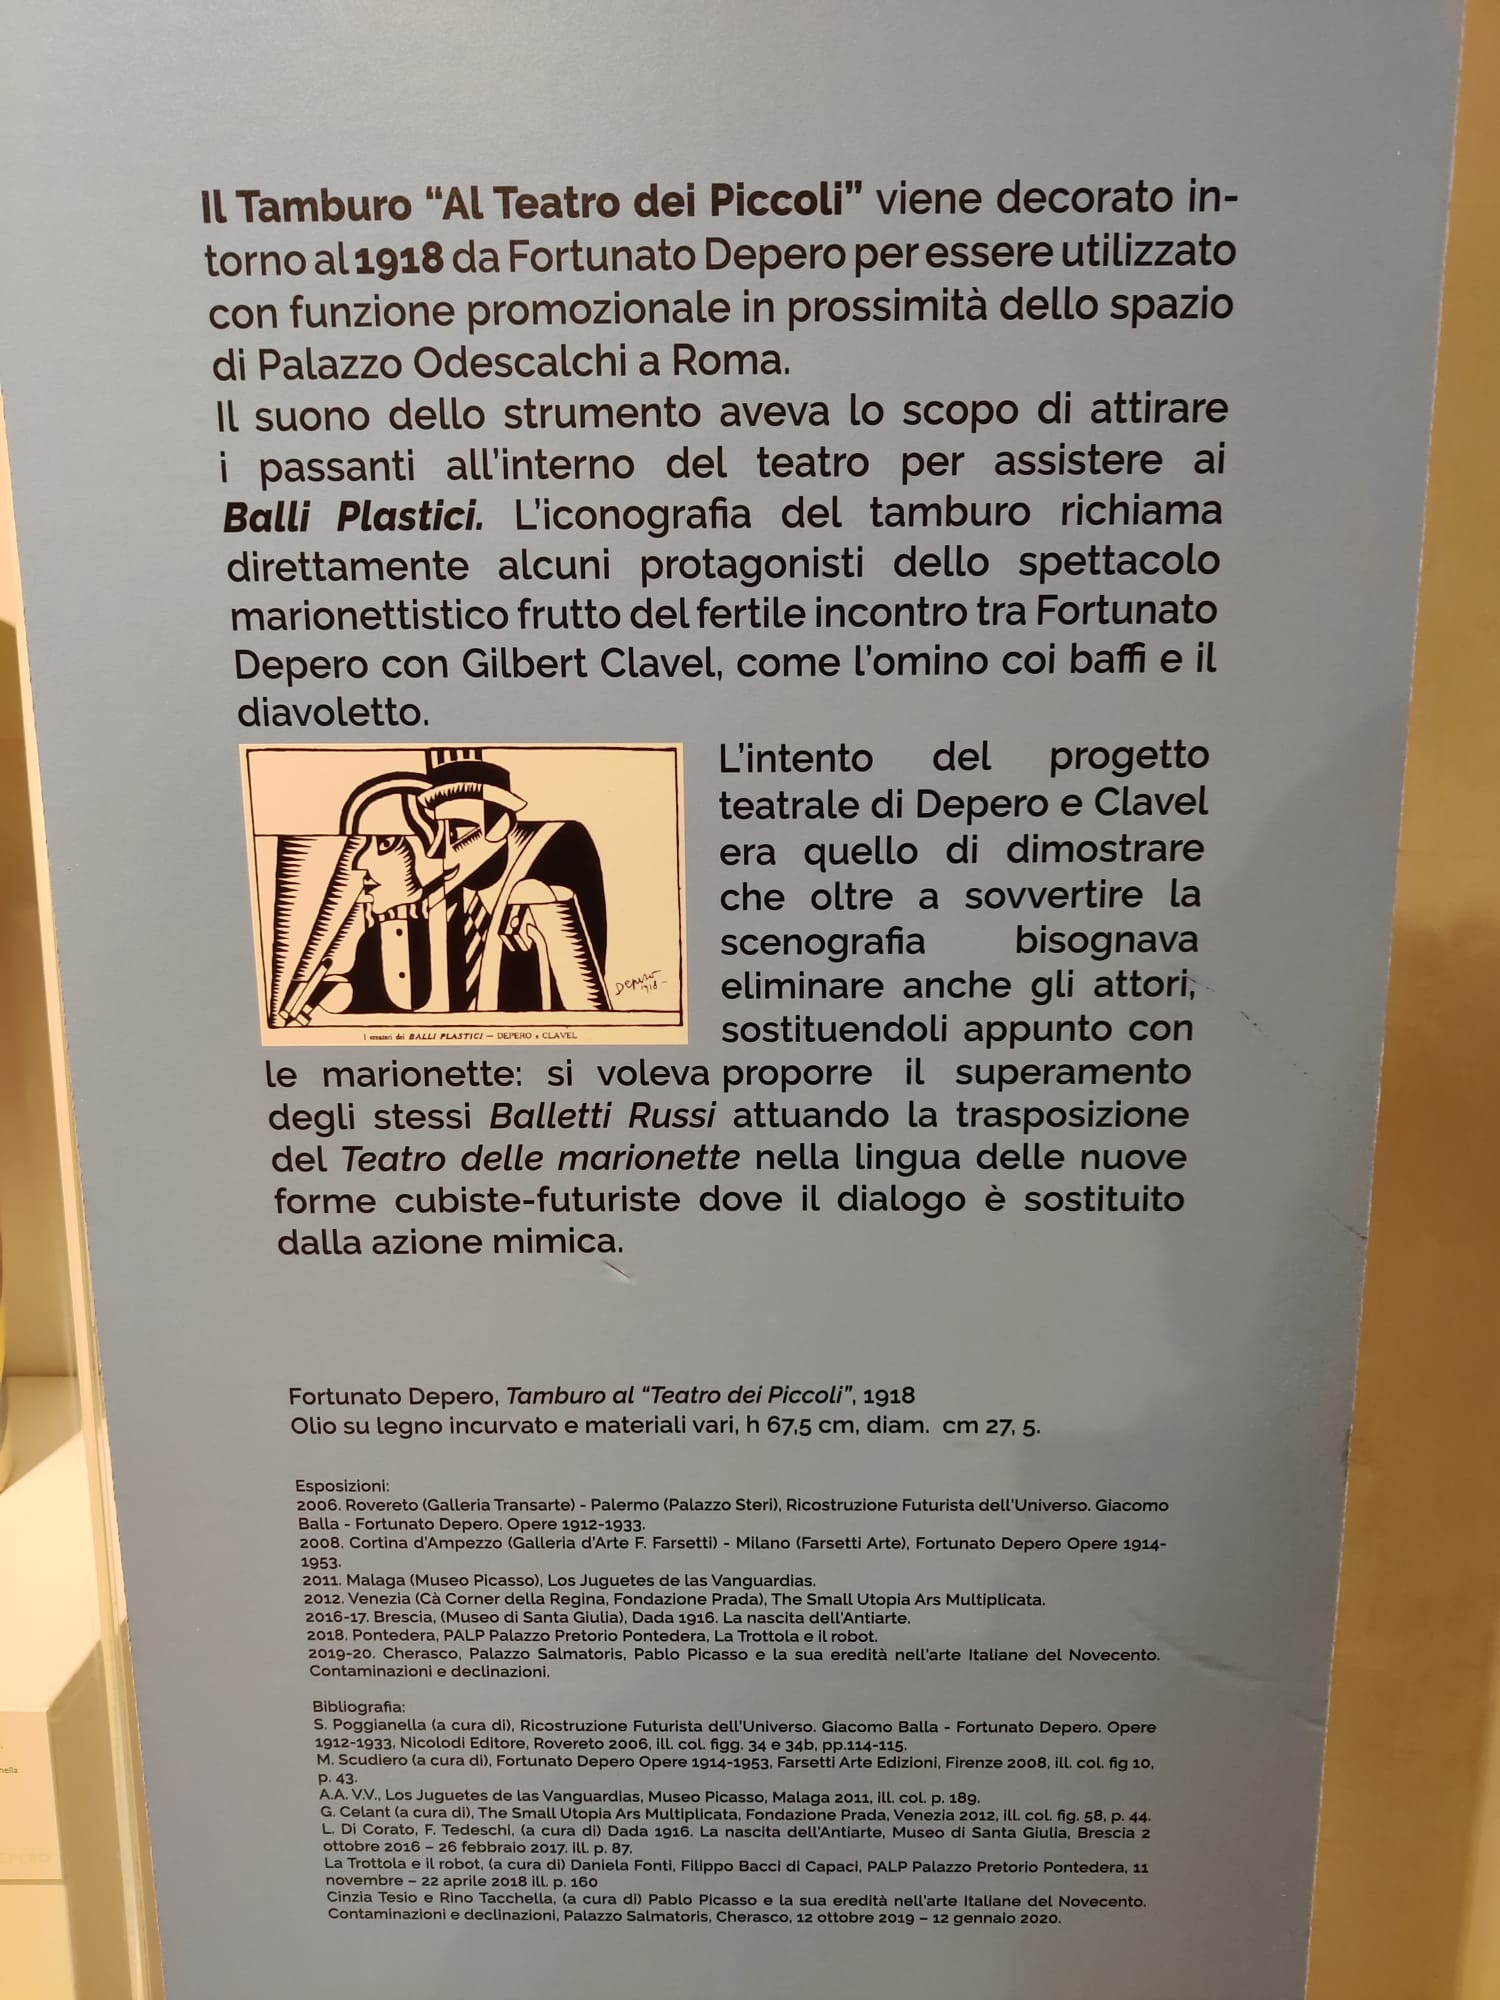 Il Tamburo “Al Teatro dei Piccoli” viene decorato in-
torno al 1918 da Fortunato Depero per essere utilizzato
con funzione promozionale in prossimità dello spazio
di Palazzo Odescalchi a Roma.
Il suono dello strumento aveva lo scopo di attirare
i passanti all’interno del teatro per assistere ai
Balli Plastici. L’iconografia del tamburo richiama
direttamente alcuni protagonisti dello spettacolo
marionettistico frutto del fertile incontro tra Fortunato
Depero con Gilbert Clavel, come l’omino coi baffi e il
diavoletto.
Depero
1918-
I creatori dei BALLI PLASTICI — DEPERO e CLAVEL
L’intento del progetto
teatrale di Depero e Clavel
era quello di dimostrare
che oltre a sovvertire la
scenografia bisognava
eliminare anche gli attori,
sostituendoli appunto con
le marionette: si voleva proporre il superamento
degli stessi Balletti Russi attuando la trasposizione
del Teatro delle marionette nella lingua delle nuove
forme cubiste-futuriste dove il dialogo è sostituito
dalla azione mimica.
Fortunato Depero, Tamburo al “Teatro dei Piccoli”, 1918
Olio su legno incurvato e materiali vari, h 67,5 cm, diam. cm 27, 5.
Esposizioni:
2006. Rovereto (Galleria Transarte) - Palermo (Palazzo Steri), Ricostruzione Futurista dell'Universo. Giacomo
Balla - Fortunato Depero. Opere 1912-1933.
2008. Cortina d'Ampezzo (Galleria d'Arte F. Farsetti) - Milano (Farsetti Arte), Fortunato Depero Opere 1914-
1953.
2011. Malaga (Museo Picasso), Los Juguetes de las Vanguardias.
2012. Venezia (Cà Corner della Regina, Fondazione Prada), The Small Utopia Ars Multiplicata.
2016-17. Brescia, (Museo di Santa Giulia), Dada 1916. La nascita dell'Antiarte.
2018. Pontedera, PALP Palazzo Pretorio Pontedera, La Trottola e il robot.
2019-20. Cherasco, Palazzo Salmatoris, Pablo Picasso e la sua eredità nell'arte Italiane del Novecento.
Contaminazioni e declinazioni.
Bibliografia:
S. Poggianella (a cura di), Ricostruzione Futurista dell'Universo. Giacomo Balla - Fortunato Depero. Opere
1912-1933, Nicolodi Editore, Rovereto 2006, ill. col. figg. 34 e 34b, pp.114-115.
M. Scudiero (a cura di), Fortunato Depero Opere 1914-1953, Farsetti Arte Edizioni, Firenze 2008, ill. col. fig 10,
p. 43.
A.A. V.V., Los Juguetes de las Vanguardias, Museo Picasso, Malaga 2011, ill. col. p. 189.
G. Celant (a cura di), The Small Utopia Ars Multiplicata, Fondazione Prada, Venezia 2012, ill. col. fig. 58, p. 44.
L. Di Corato, F. Tedeschi, (a cura di) Dada 1916. La nascita dell'Antiarte, Museo di Santa Giulia, Brescia 2
ottobre 2016 – 26 febbraio 2017. ill. p. 87.
La Trottola e il robot, (a cura di) Daniela Fonti, Filippo Bacci di Capaci, PALP Palazzo Pretorio Pontedera, 11
novembre – 22 aprile 2018 ill. p. 160
Cinzia Tesio e Rino Tacchella, (a cura di) Pablo Picasso e la sua eredità nell'arte Italiane del Novecento.
Contaminazioni e declinazioni, Palazzo Salmatoris, Cherasco, 12 ottobre 2019 – 12 gennaio 2020.